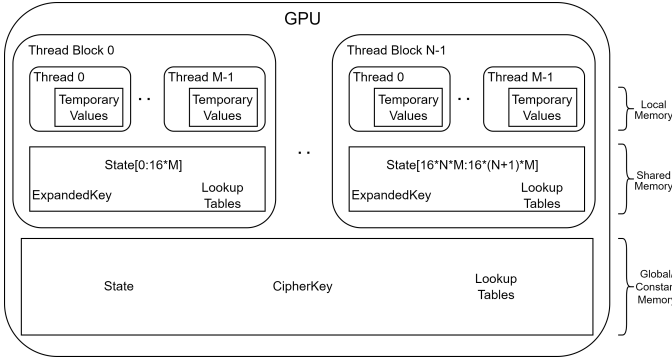 GPU
Thread Block 0
Thread 0
Temporary
Values
. .
Thread M-1
Temporary
Values
State[0:16*M]
ExpandedKey
Lookup
Tables
. .
Thread Block N-1
Thread 0
Temporary
Values
. .
Thread M-1
Temporary
Values
State[16*N*M:16*(N+1)*M]
ExpandedKey
Lookup
Tables
Local
Memory
Shared
Memory
State
CipherKey
Lookup
Tables
Global/
Constant
Memory